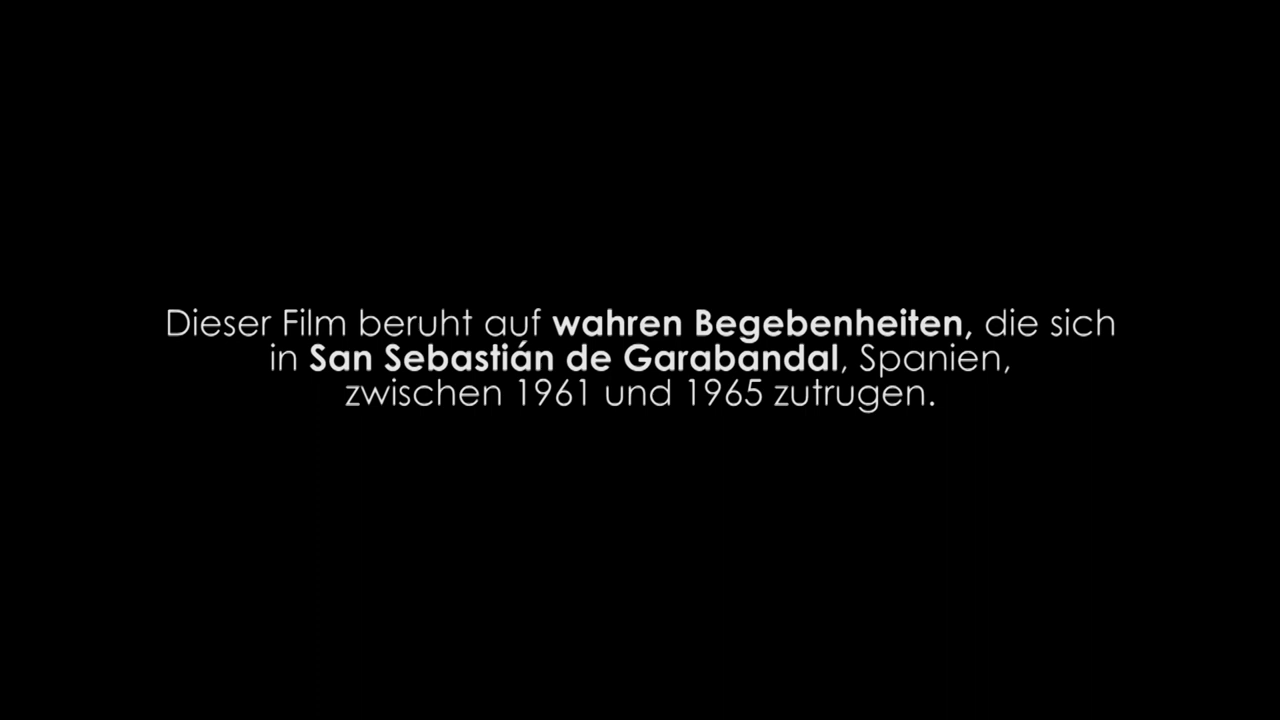 Dieser Film beruht auf wahren Begebenheiten, die sich
in San Sebastián de Garabandal, Spanien,
zwischen 1961 und 1965 zutrugen.